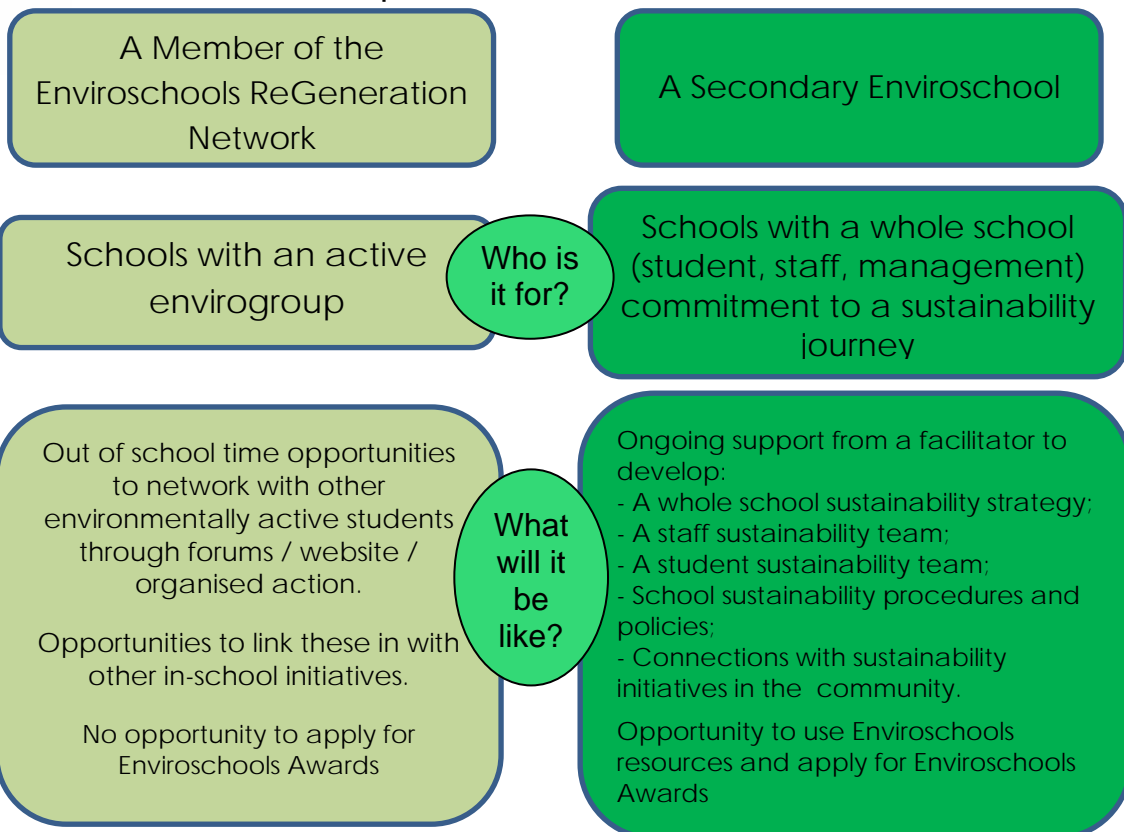 A Member of the
Enviroschools ReGeneration
Network
A Secondary Enviroschool
Schools with an active
envirogroup
Who is
it for?
Schools with a whole school
(student, staff, management)
commitment to a sustainability
journey
Out of school time opportunities
to network with other
environmentally active students
through forums / website /
organised action.
Opportunities to link these in with
other in-school initiatives.
No opportunity to apply for
Enviroschools Awards
What
will it
be
like?
Ongoing support from a facilitator to
develop:
- A whole school sustainability strategy;
- A staff sustainability team;
- A student sustainability team;
- School sustainability procedures and
policies;
- Connections with sustainability
initiatives in the  community.
Opportunity to use Enviroschools
resources and apply for Enviroschools
Awards